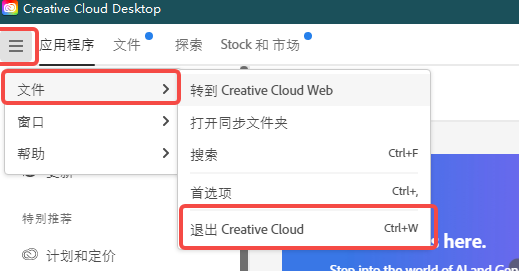 Creative Cloud Desktop
应用程序 文件 探索 Stock 和 市场
文件
转到 Creative Cloud Web
窗口
打开同步文件夹
帮助
搜索 Ctrl+F
首选项 Ctrl+,
特别推荐
退出 Creative Cloud Ctrl+W
s here.
计划和定价
Step into the world of AI and Gen